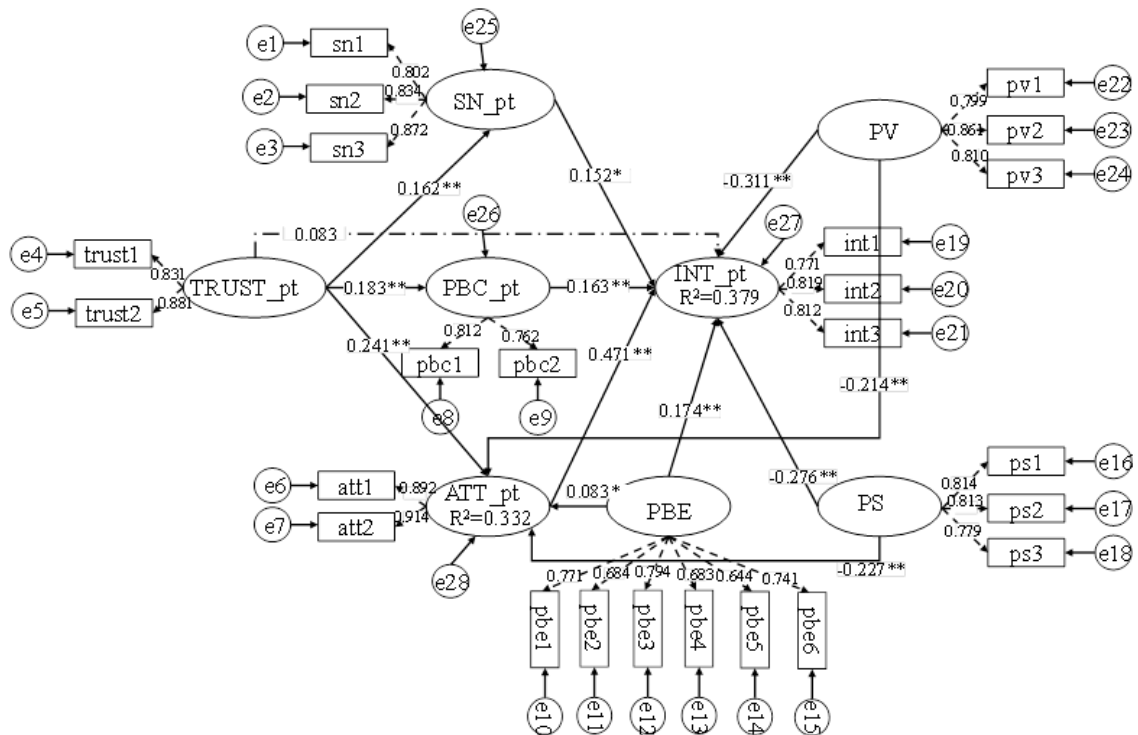 e1
sn1
0.802
e2
sn2
0.834
e3
sn3
0.872
e25
SN_pt
PV
0.799
pv1
e22
0.861
pv2
e23
0.810
pv3
e24
0.162**
0.152*
-0.311**
e26
e27
0.083
e4
trust1
0.831
e5
trust2
0.881
TRUST_pt
0.183**
PBC_pt
0.163**
INT_pt
R²=0.379
0.771
int1
e19
0.819
int2
e20
0.812
int3
e21
0.812
0.762
pbc1
pbc2
e8
e9
0.241**
0.471**
0.174**
-0.214**
-0.276**
e6
att1
0.892
e7
att2
0.914
ATT_pt
R²=0.332
e28
0.083*
PBE
PS
0.814
ps1
e16
0.813
ps2
e17
0.779
ps3
e18
-0.227**
0.771
0.684
0.794
0.683
0.644
0.741
pbe1
pbe2
pbe3
pbe4
pbe5
pbe6
e10
e11
e12
e13
e14
e15